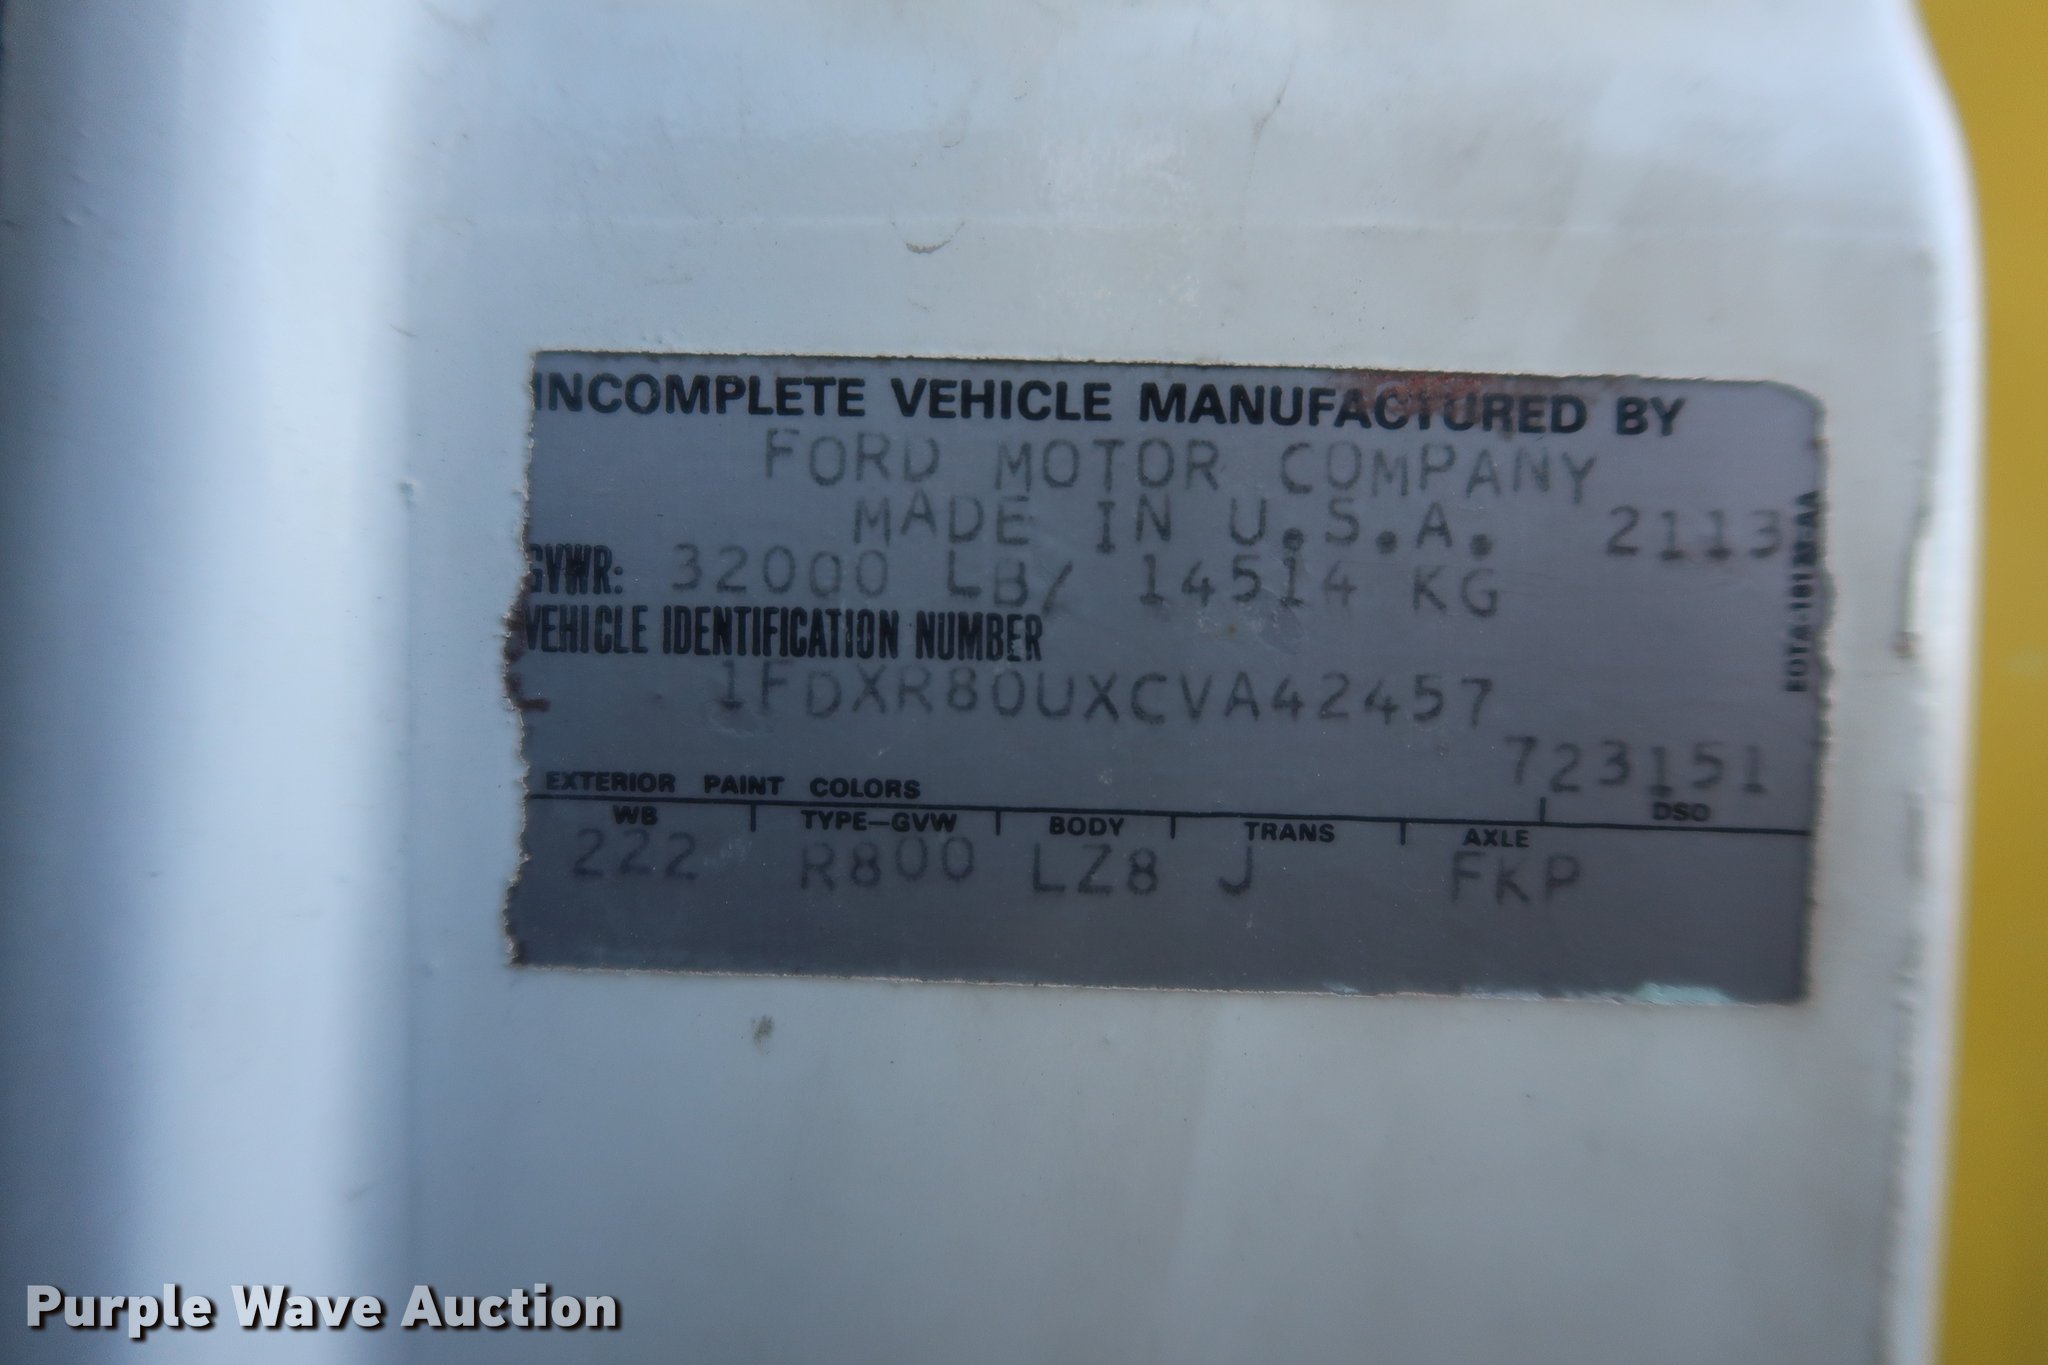 INCOMPLETE VEHICLE MANUFACTURED BY
FORD MOTOR COMPANY
MADE IN U.S.A. 2113
GVWR: 32000 LB/ 14514 KG
VEHICLE IDENTIFICATION NUMBER
1FDXR80UXCVA42457
723151
EXTERIOR PAINT COLORS DSO
WB TYPE-GVW BODY TRANS AXLE
222 R800 LZ8 J FKP
Purple Wave Auction